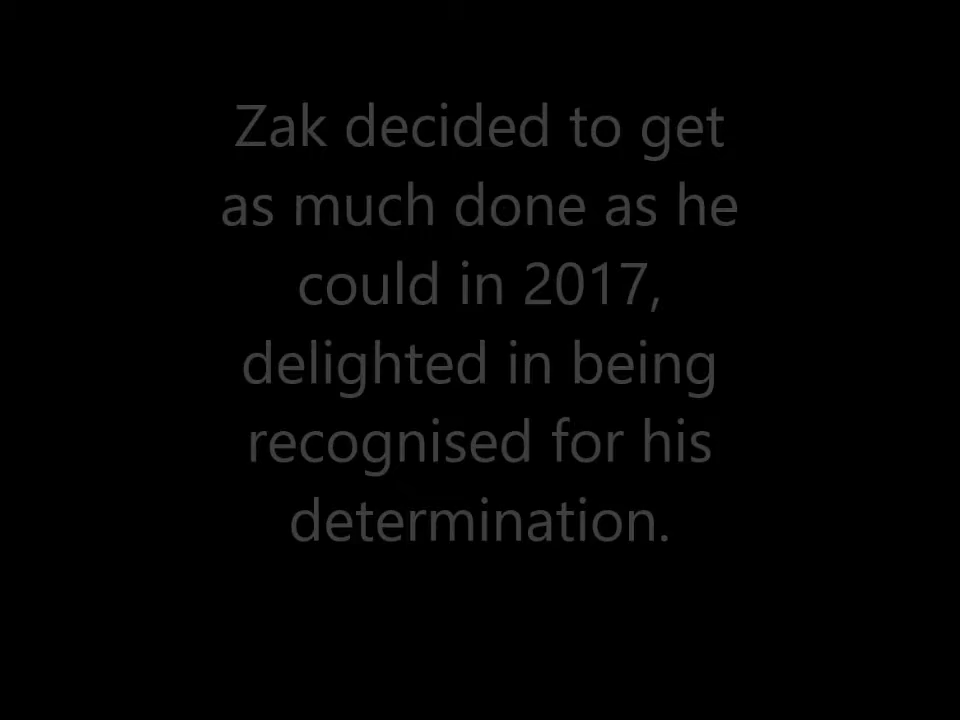 Zak decided to get
as much done as he
could in 2017,
delighted in being
recognised for his
determination.